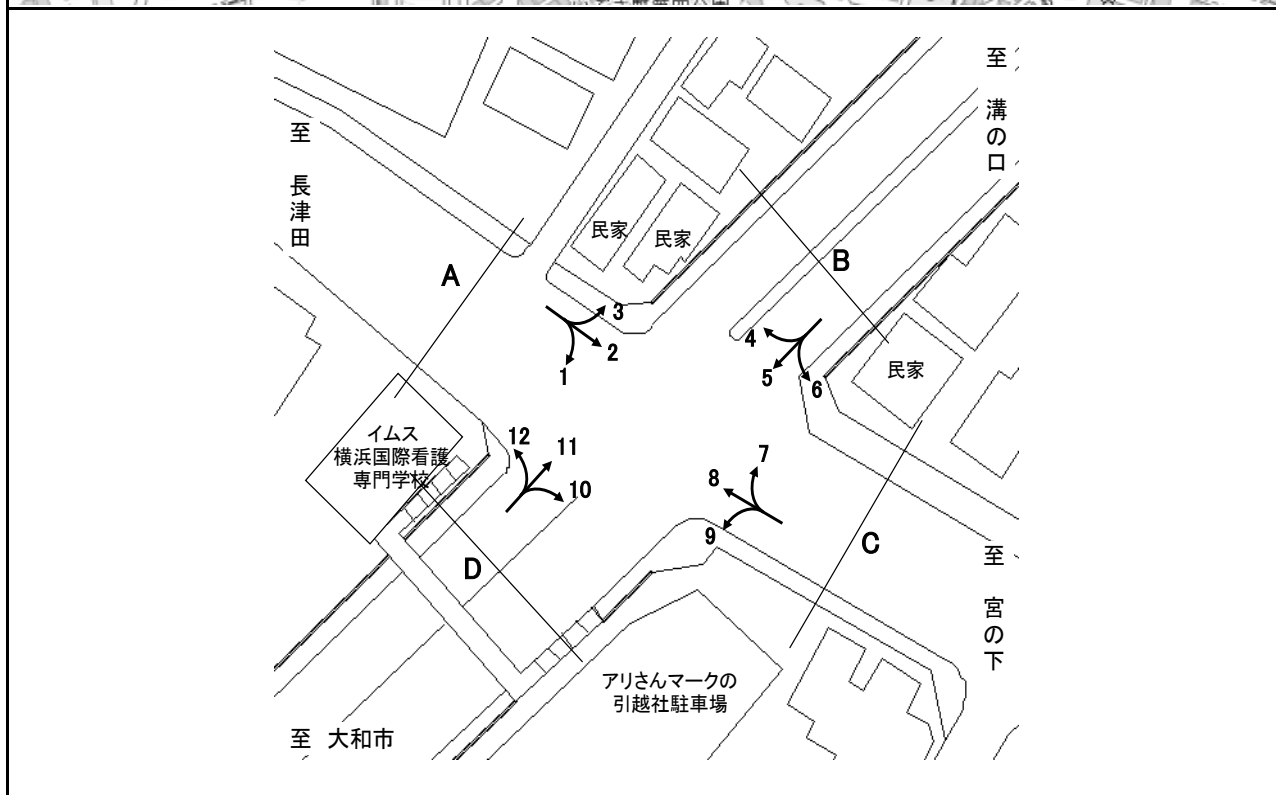 至 長津田
至 溝の口
民家
民家
A
B
3
2
1
4
5
6
民家
イムス
横浜国際看護
専門学校
12
11
10
7
8
9
C
D
至 宮の下
アリさんマークの
引越社駐車場
至 大和市